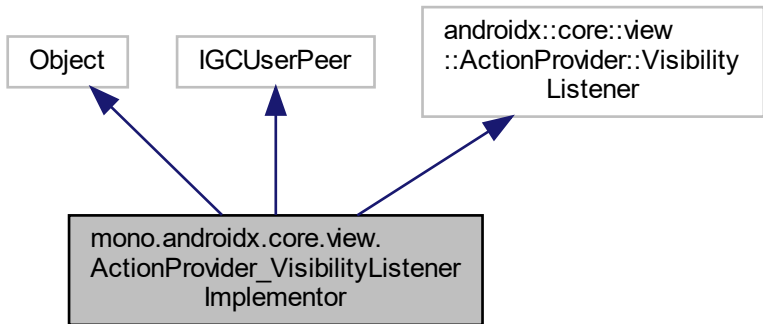 Object
IGCUserPeer
androidx::core::view
::ActionProvider::Visibility
Listener
mono.androidx.core.view.
ActionProvider_VisibilityListener
Implementor